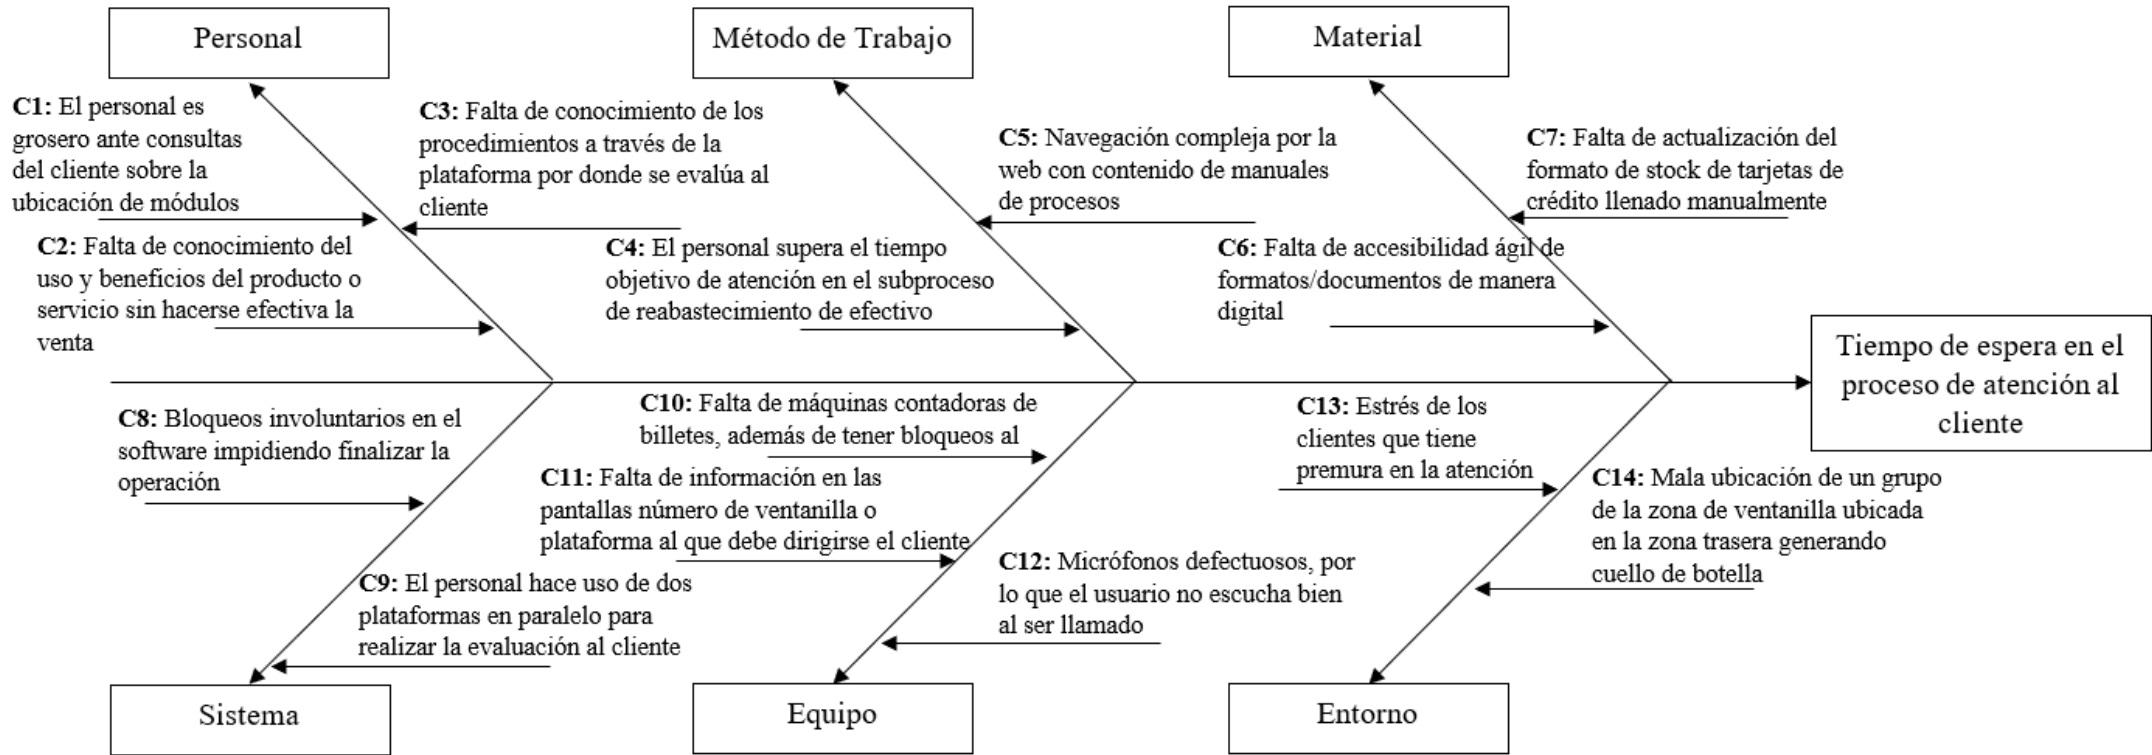 Personal
Método de Trabajo
Material
C1: El personal es
grosero ante consultas
del cliente sobre la
ubicación de módulos
C3: Falta de conocimiento de los
procedimientos a través de la
plataforma por donde se evalúa al
cliente
C5: Navegación compleja por la
web con contenido de manuales
de procesos
C7: Falta de actualización del
formato de stock de tarjetas de
crédito llenado manualmente
C2: Falta de conocimiento del
uso y beneficios del producto o
servicio sin hacerse efectiva la
venta
C4: El personal supera el tiempo
objetivo de atención en el subproceso
de reabastecimiento de efectivo
C6: Falta de accesibilidad ágil de
formatos/documentos de manera
digital
Tiempo de espera en el
proceso de atención al
cliente
C8: Bloqueos involuntarios en el
software impidiendo finalizar la
operación
C10: Falta de máquinas contadoras de
billetes, además de tener bloqueos al
C13: Estrés de los
clientes que tiene
premura en la atención
C11: Falta de información en las
pantallas número de ventanilla o
plataforma al que debe dirigirse el cliente
C14: Mala ubicación de un grupo
de la zona de ventanilla ubicada
en la zona trasera generando
cuello de botella
C9: El personal hace uso de dos
plataformas en paralelo para
realizar la evaluación al cliente
C12: Micrófonos defectuosos, por
lo que el usuario no escucha bien
al ser llamado
Sistema
Equipo
Entorno